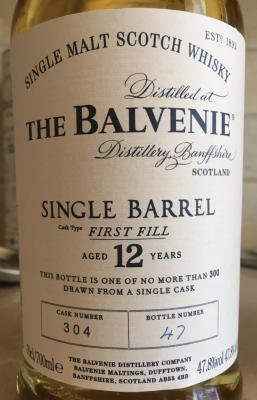 ESTD 1892
SINGLE MALT SCOTCH WHISKY
Distilled at
THE BALVENIE®
Distillery, Banffshire
SCOTLAND
SINGLE BARREL
Cask Type FIRST FILL
AGED 12 YEARS
THIS BOTTLE IS ONE OF NO MORE THAN 300
DRAWN FROM A SINGLE CASK
CASK NUMBER BOTTLE NUMBER
304 47
70cl/700ml e THE BALVENIE DISTILLERY COMPANY 47.8%vol 47.8%
BALVENIE MALTINGS, DUFFTOWN,
BANFFSHIRE, SCOTLAND AB55 4BB